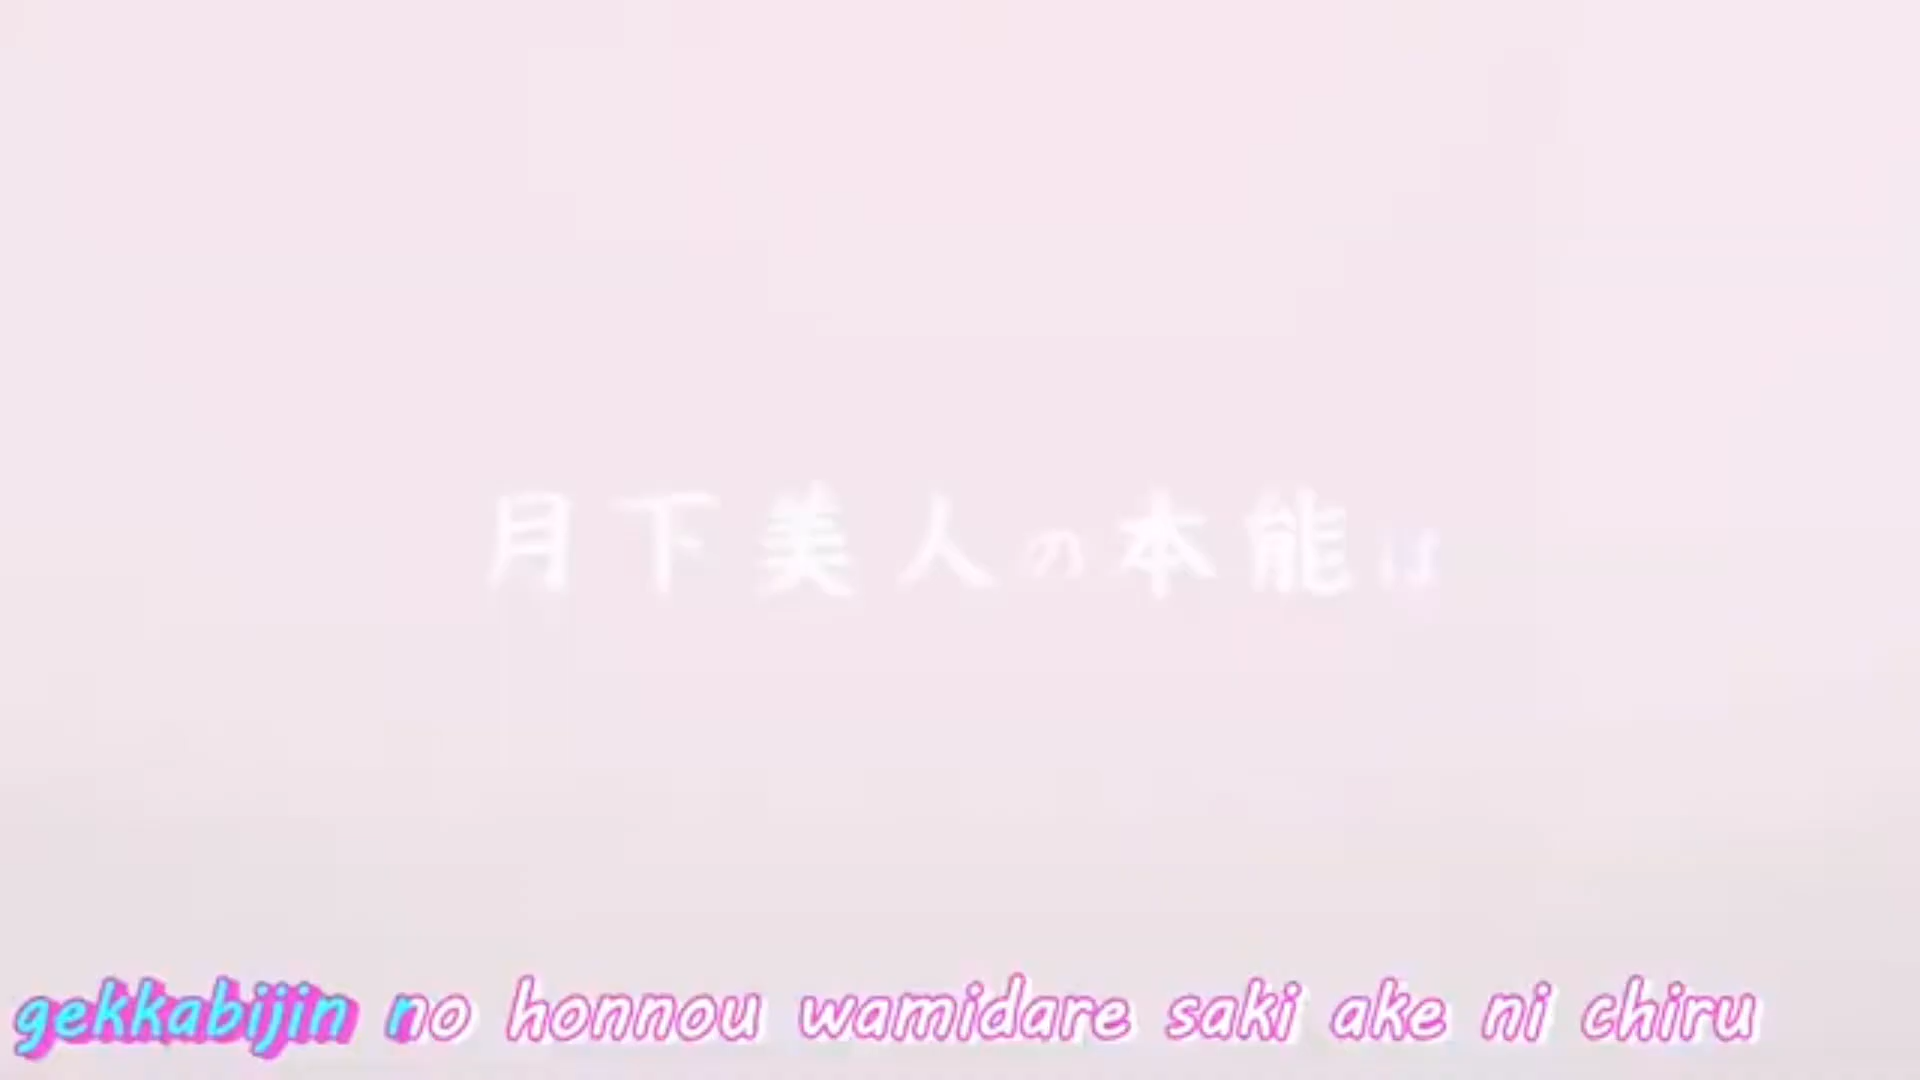 月下美人の本能は
gekkabijin no honnou wamidare saki ake ni chiru